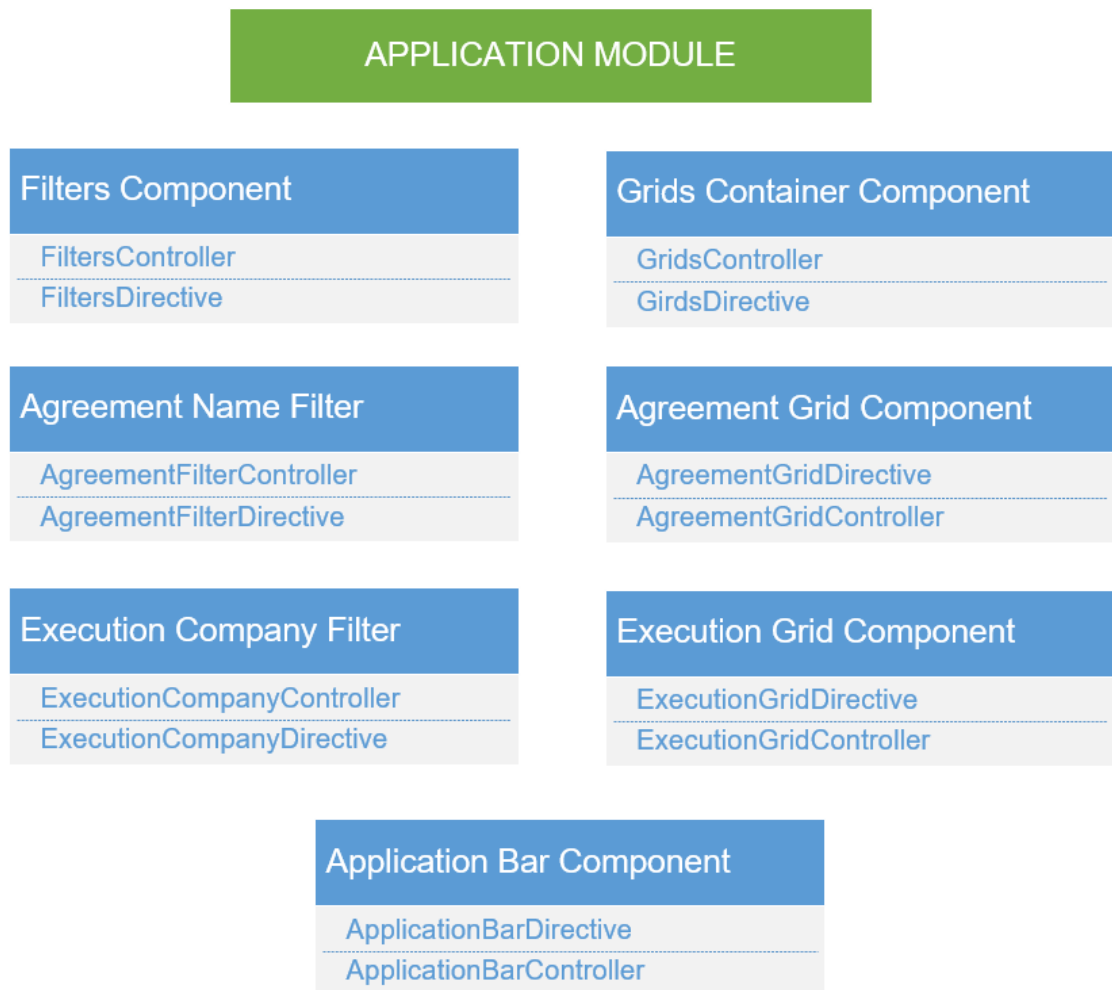 APPLICATION MODULE
Filters Component
FiltersController
FiltersDirective
Grids Container Component
GridsController
GirdsDirective
Agreement Name Filter
AgreementFilterController
AgreementFilterDirective
Agreement Grid Component
AgreementGridDirective
AgreementGridController
Execution Company Filter
ExecutionCompanyController
ExecutionCompanyDirective
Execution Grid Component
ExecutionGridDirective
ExecutionGridController
Application Bar Component
ApplicationBarDirective
ApplicationBarController